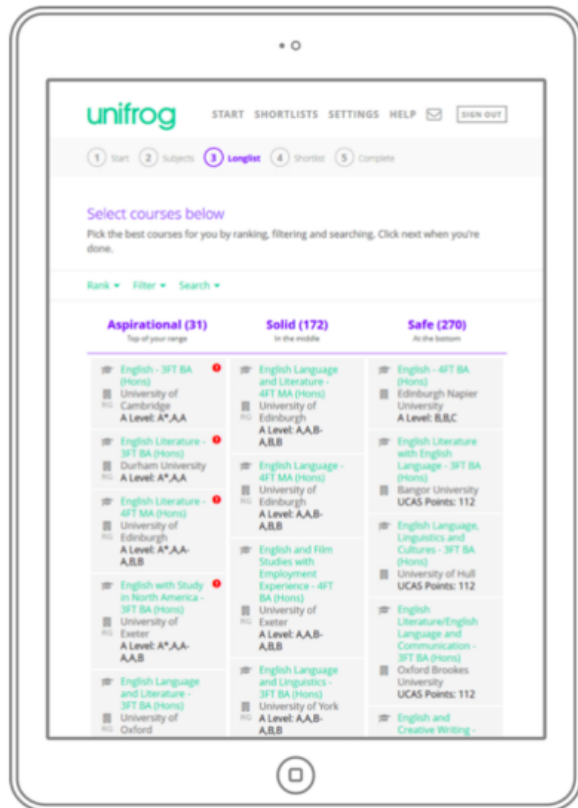 unifrog
START SHORTLISTS SETTINGS HELP SIGN OUT
1 Start 2 Subjects 3 Longlist 4 Shortlist 5 Complete
Select courses below
Pick the best courses for you by ranking, filtering and searching. Click next when you're
done.
Rank Filter Search
Aspirational (31)
Top of your range
English - 3FT BA
(Hons)
University of
RG Cambridge
A Level: A*,A,A
English Literature -
3FT BA (Hons)
Durham University
RG A Level: A*,A,A
English Literature -
4FT MA (Hons)
University of
RG Edinburgh
A Level: A*,A,A-
A,B,B
English with Study
in North America -
3FT BA (Hons)
University of
RG Exeter
A Level: A*,A,A-
A,A,B
English Language
and Literature -
3FT BA (Hons)
University of
RG Oxford
Solid (172)
In the middle
English Language
and Literature -
4FT MA (Hons)
University of
RG Edinburgh
A Level: A,A,B-
A,B,B
English Language -
4FT MA (Hons)
University of
RG Edinburgh
A Level: A,A,B-
A,B,B
English and Film
Studies with
Employment
Experience - 4FT
BA (Hons)
University of
RG Exeter
A Level: A,A,B-
A,B,B
English Language
and Linguistics -
3FT BA (Hons)
University of York
RG A Level: A,A,B-
A,B,B
Safe (270)
At the bottom
English - 4FT BA
(Hons)
Edinburgh Napier
University
A Level: B,B,C
English Literature
with English
Language - 3FT BA
(Hons)
Bangor University
UCAS Points: 112
English Language,
Linguistics and
Cultures - 3FT BA
(Hons)
University of Hull
UCAS Points: 112
English
Literature/English
Language and
Communication -
3FT BA (Hons)
Oxford Brookes
University
UCAS Points: 112
English and
Creative Writing -